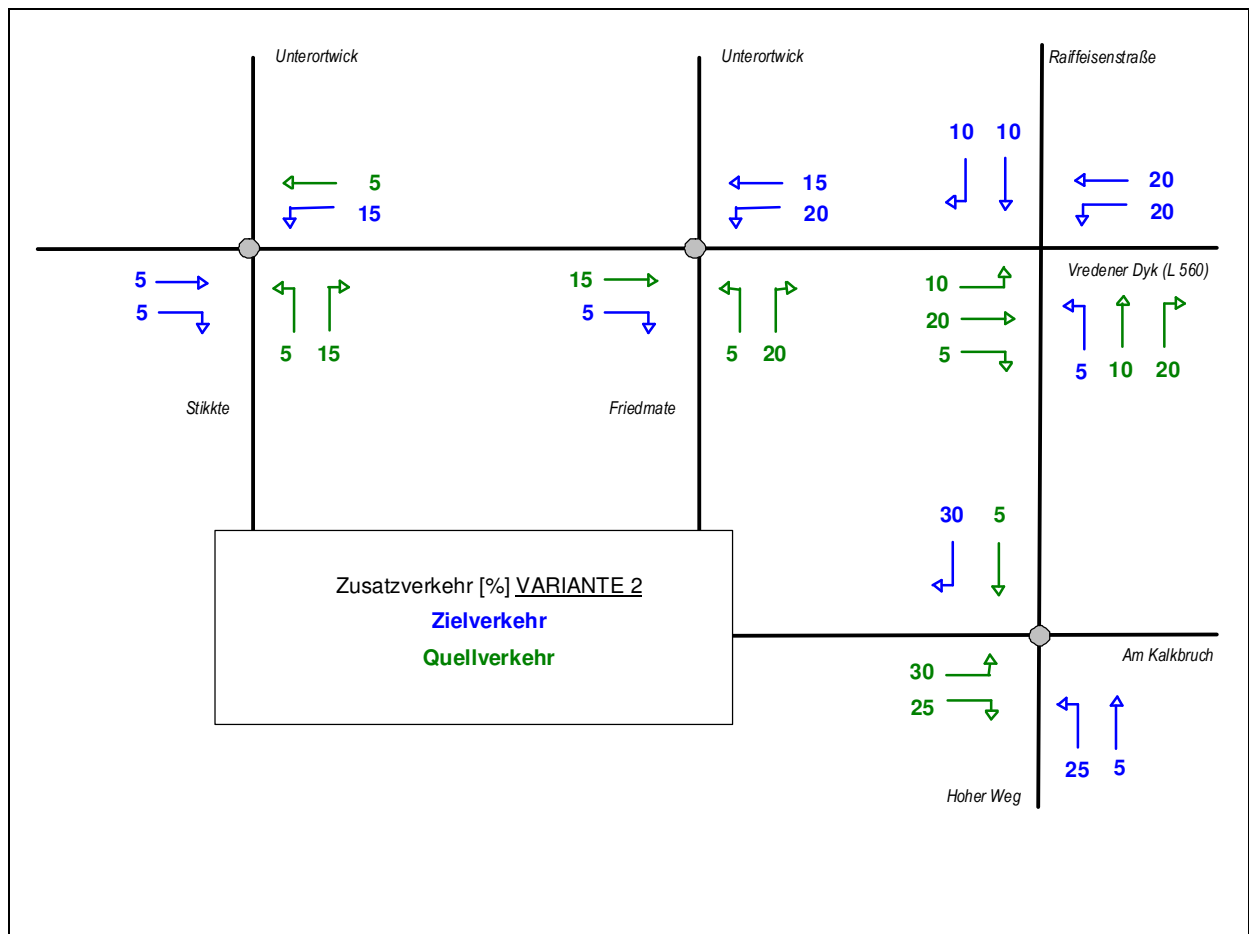 Unterortwick
Unterortwick
Raiffeisenstraße
10 10
5
15
15
20
20
20
Vredener Dyk (L 560)
5
5
5 15
15
5
5 20
10
20
5
5 10 20
Stikkte
Friedmate
30 5
Zusatzverkehr [%] VARIANTE 2
Zielverkehr
Quellverkehr
Am Kalkbruch
30
25
25 5
Hoher Weg